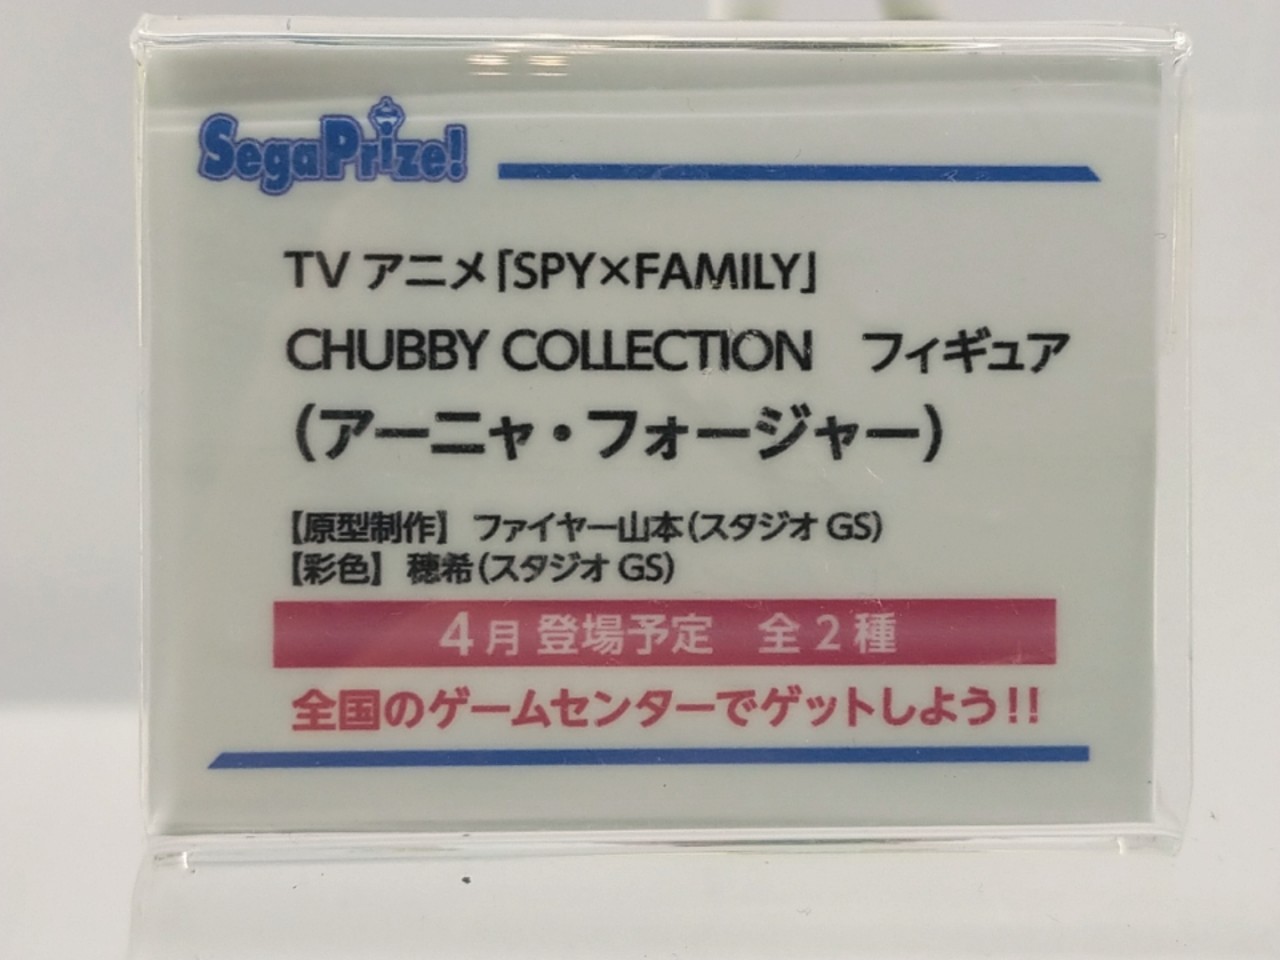 SegaPrize!
TVアニメ「SPY×FAMILY」
CHUBBY COLLECTION　フィギュア
（アーニャ・フォージャー）
【原型制作】 ファイヤー山本（スタジオ GS）
【彩色】 穂希（スタジオ GS）
4月 登場予定　全2種
全国のゲームセンターでゲットしよう!!